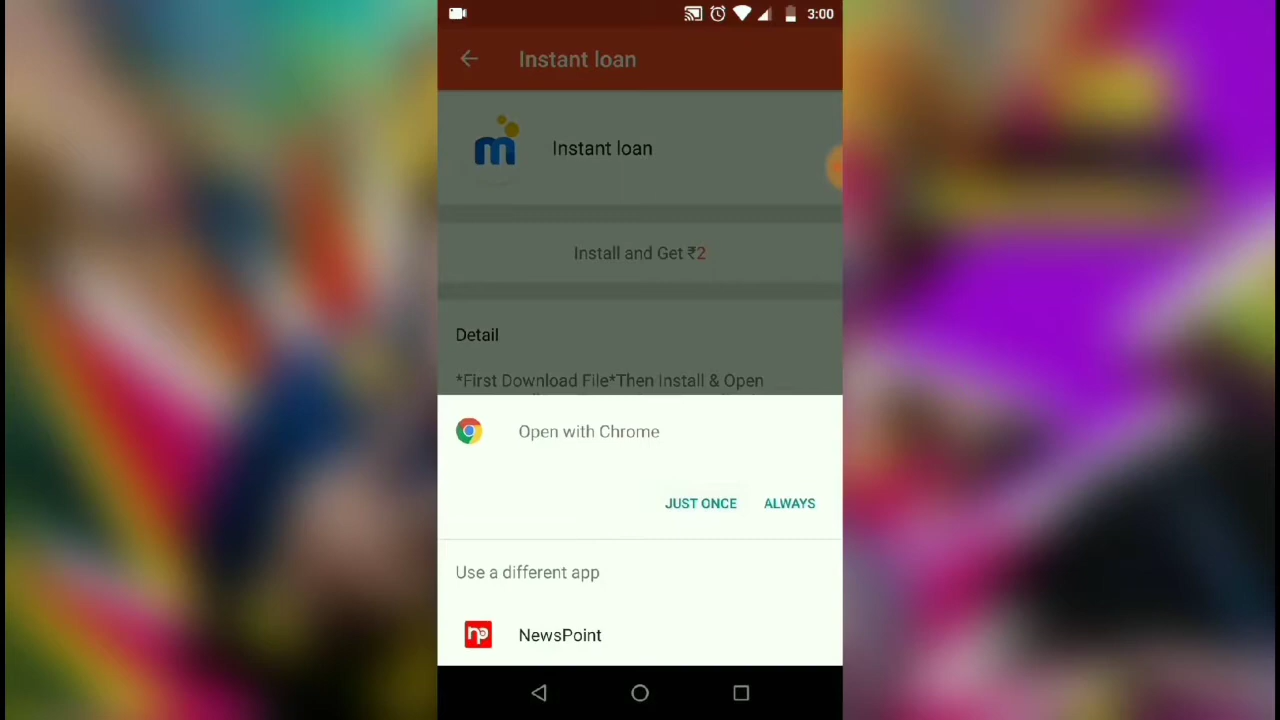 3:00
Instant loan
m
Instant loan
Install and Get ₹2
Detail
*First Download File*Then Install & Open
Open with Chrome
JUST ONCE ALWAYS
Use a different app
np NewsPoint